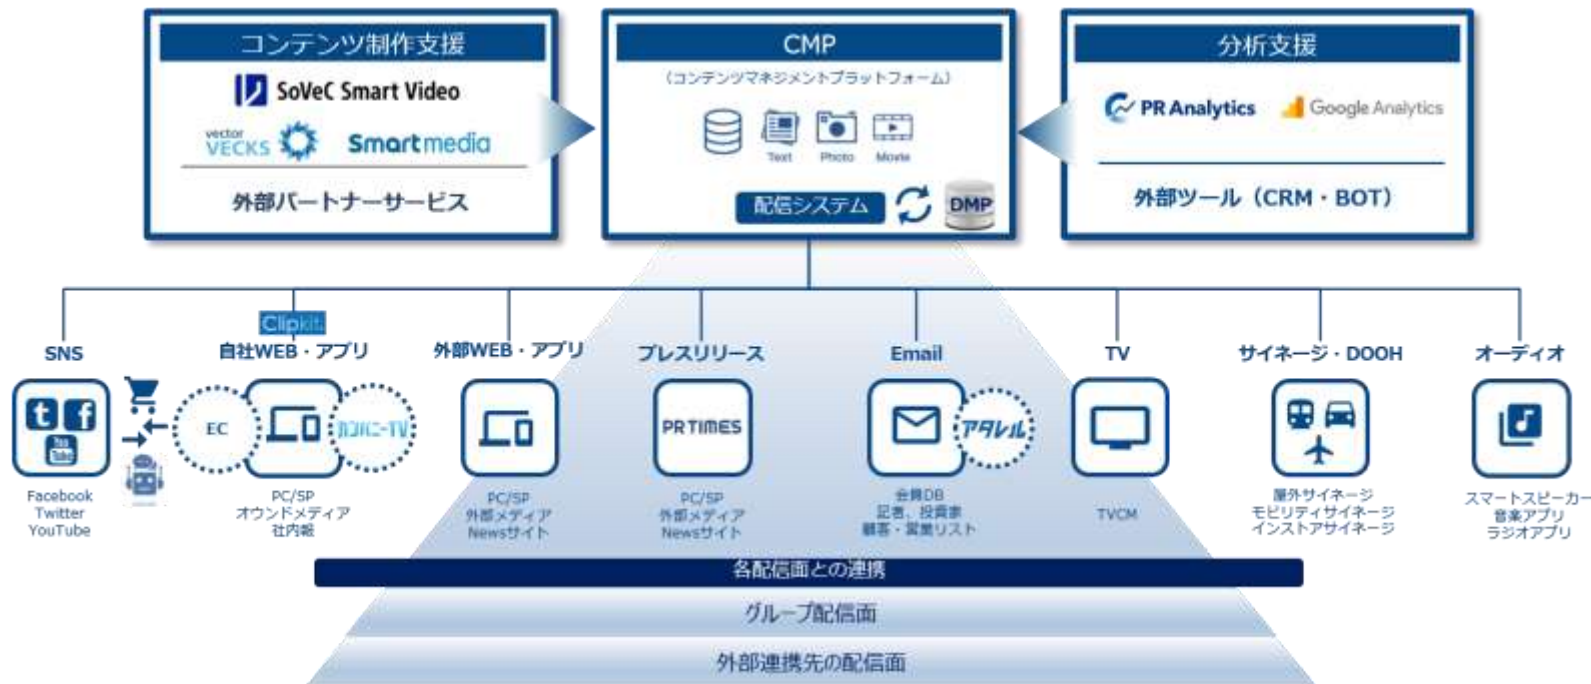 コンテンツ制作支援
SoVeC Smart Video
vector
VECKS
Smartmedia
外部パートナーサービス
CMP
(コンテンツマネジメントプラットフォーム)
Text
Photo
Movie
配信システム
DMP
分析支援
PR Analytics
Google Analytics
外部ツール(CRM・BOT)
Clipkit
SNS
自社WEB・アプリ
外部WEB・アプリ
プレスリリース
Email
TV
サイネージ・DOOH
オーディオ
You
Tube
EC
カンパニーTV
PR TIMES
アタレル
Facebook
Twitter
YouTube
PC/SP
オウンドメディア
社内報
PC/SP
外部メディア
Newsサイト
PC/SP
外部メディア
Newsサイト
会員DB
記者、投資家
顧客・営業リスト
TVCM
屋外サイネージ
モビリティサイネージ
インストアサイネージ
スマートスピーカー
音楽アプリ
ラジオアプリ
各配信面との連携
グループ配信面
外部連携先の配信面